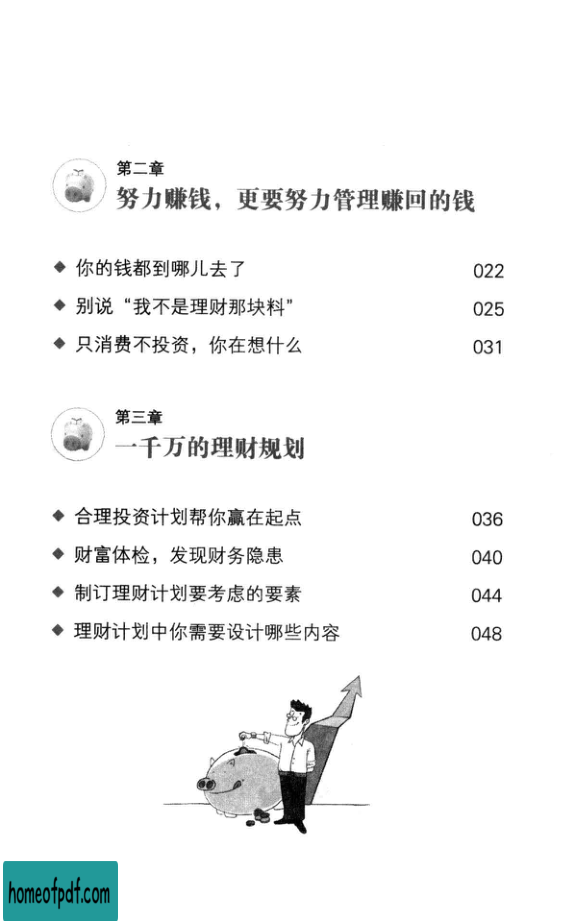 第二章
努力赚钱，更要努力管理赚回的钱
◆ 你的钱都到哪儿去了 022
◆ 别说“我不是理财那块料” 025
◆ 只消费不投资，你在想什么 031
第三章
一千万的理财规划
◆ 合理投资计划帮你赢在起点 036
◆ 财富体检，发现财务隐患 040
◆ 制订理财计划要考虑的要素 044
◆ 理财计划中你需要设计哪些内容 048
homeofpdf.com